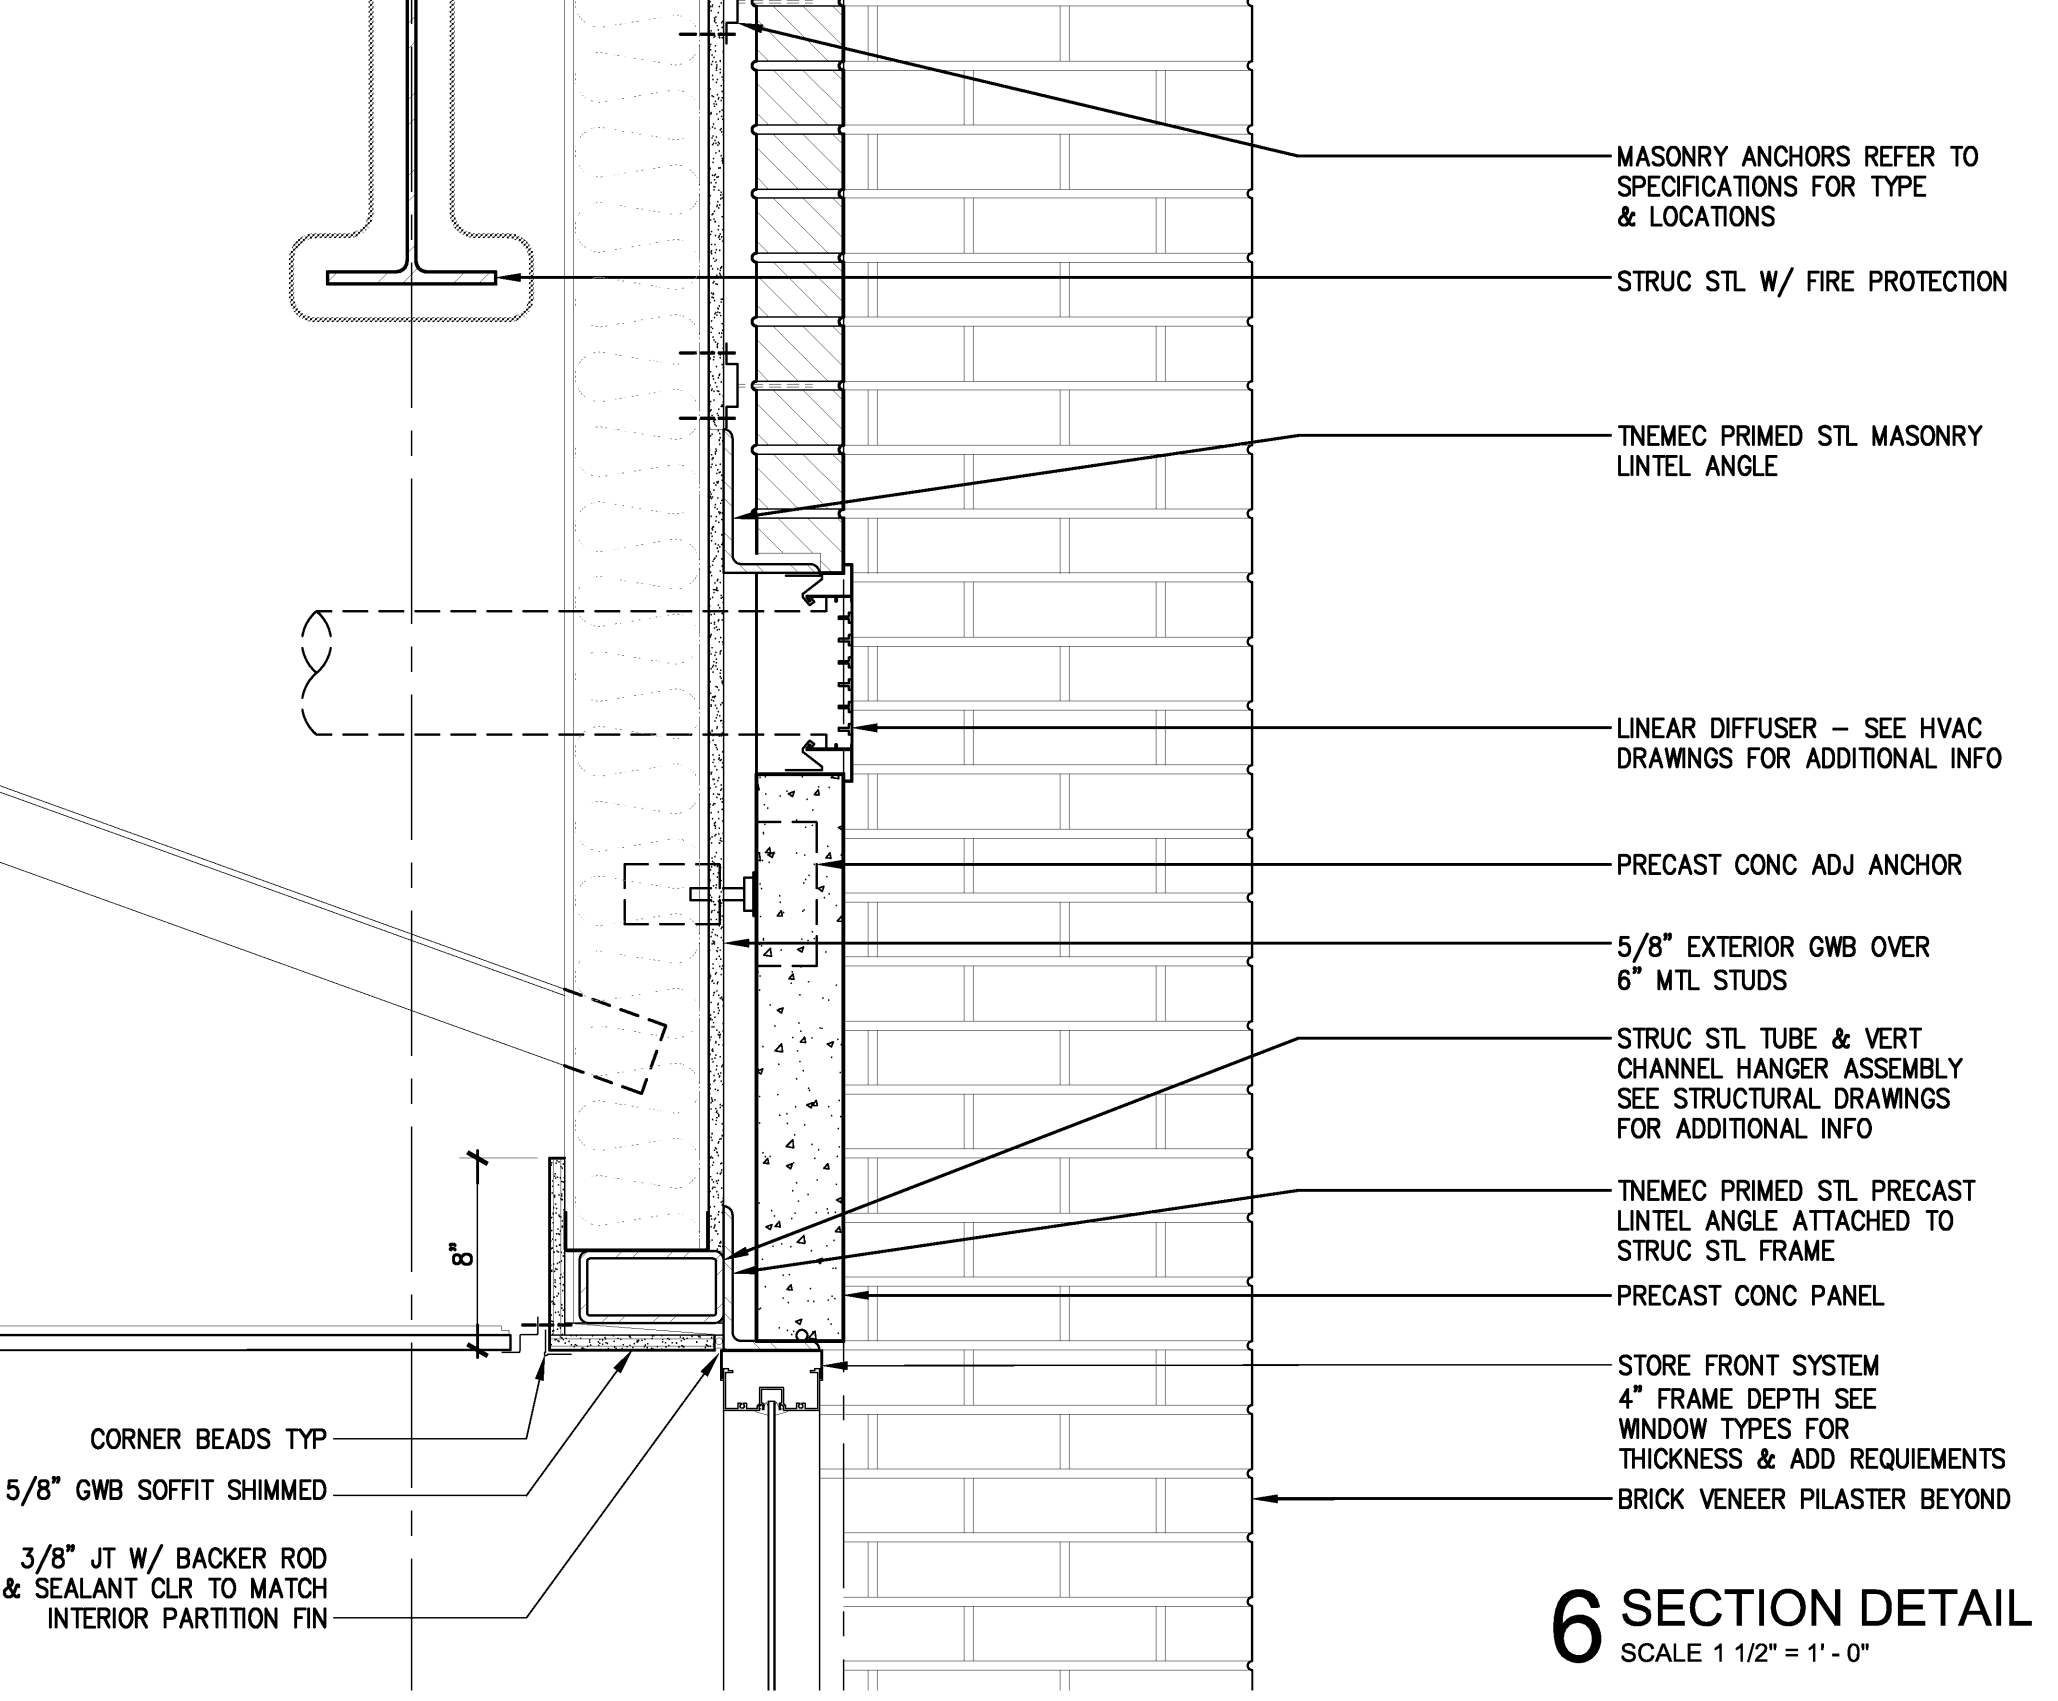 MASONRY ANCHORS REFER TO
SPECIFICATIONS FOR TYPE
& LOCATIONS
STRUC STL W/ FIRE PROTECTION
TNEMEC PRIMED STL MASONRY
LINTEL ANGLE
LINEAR DIFFUSER – SEE HVAC
DRAWINGS FOR ADDITIONAL INFO
PRECAST CONC ADJ ANCHOR
5/8" EXTERIOR GWB OVER
6" MTL STUDS
STRUC STL TUBE & VERT
CHANNEL HANGER ASSEMBLY
SEE STRUCTURAL DRAWINGS
FOR ADDITIONAL INFO
TNEMEC PRIMED STL PRECAST
LINTEL ANGLE ATTACHED TO
STRUC STL FRAME
PRECAST CONC PANEL
STORE FRONT SYSTEM
4" FRAME DEPTH SEE
WINDOW TYPES FOR
THICKNESS & ADD REQUIEMENTS
BRICK VENEER PILASTER BEYOND
8"
CORNER BEADS TYP
5/8" GWB SOFFIT SHIMMED
3/8" JT W/ BACKER ROD
& SEALANT CLR TO MATCH
INTERIOR PARTITION FIN
6 SECTION DETAIL
SCALE 1 1/2" = 1' - 0"